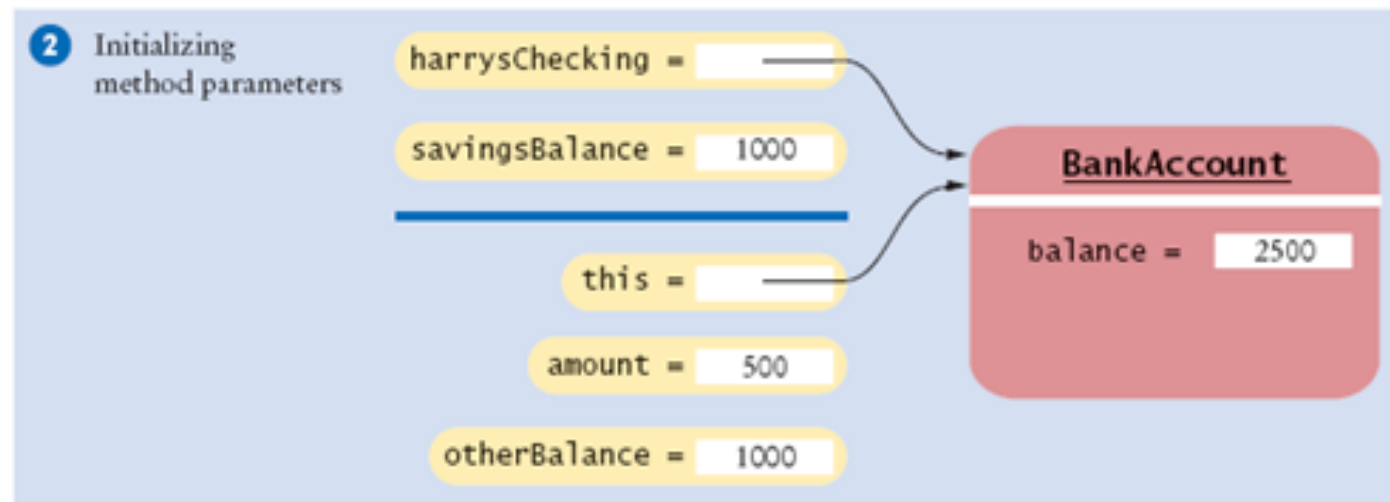 2 Initializing
method parameters
harrysChecking =
savingsBalance = 1000
this =
amount = 500
otherBalance = 1000
BankAccount
balance = 2500